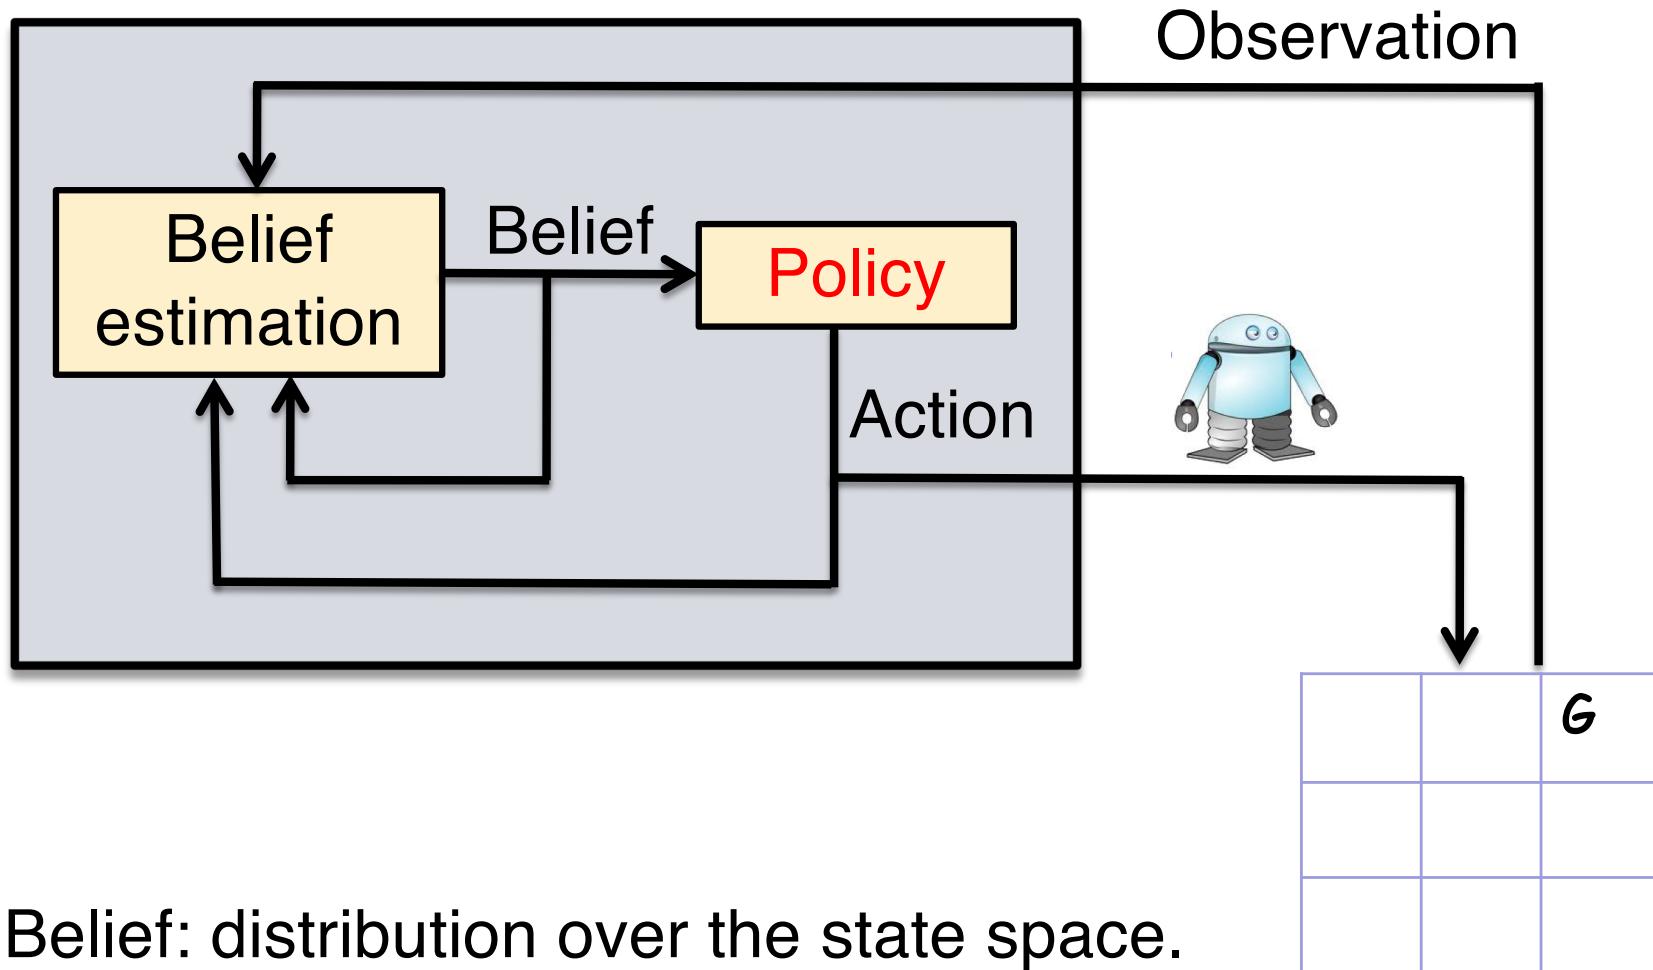 Observation
Belief
estimation
Belief
Policy
Action
G
Belief: distribution over the state space.